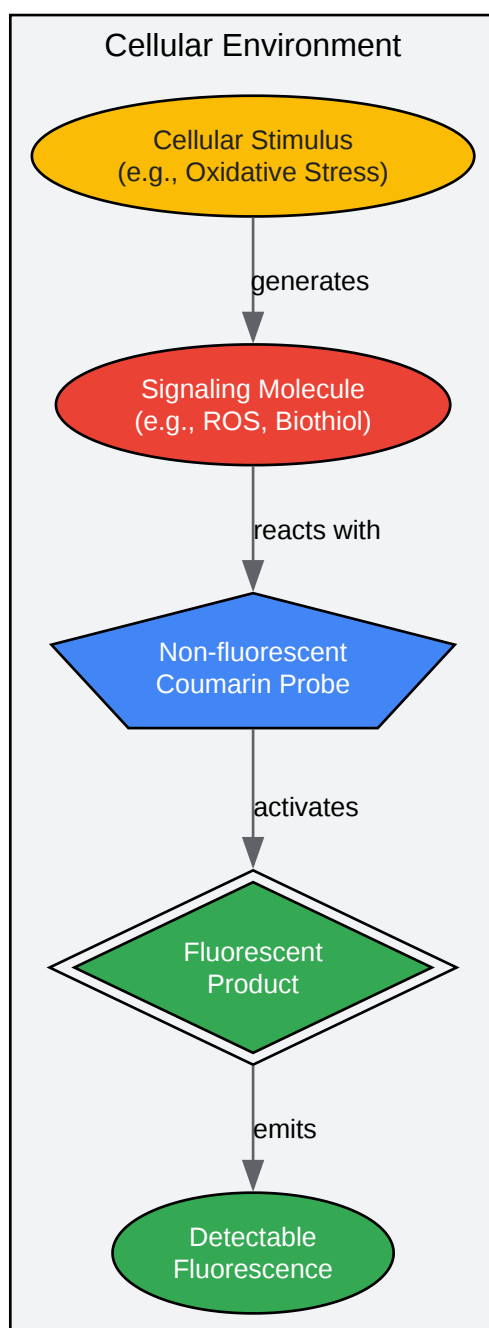 Cellular Environment
Cellular Stimulus
(e.g., Oxidative Stress)
generates
Signaling Molecule
(e.g., ROS, Biothiol)
reacts with
Non-fluorescent
Coumarin Probe
activates
Fluorescent
Product
emits
Detectable
Fluorescence